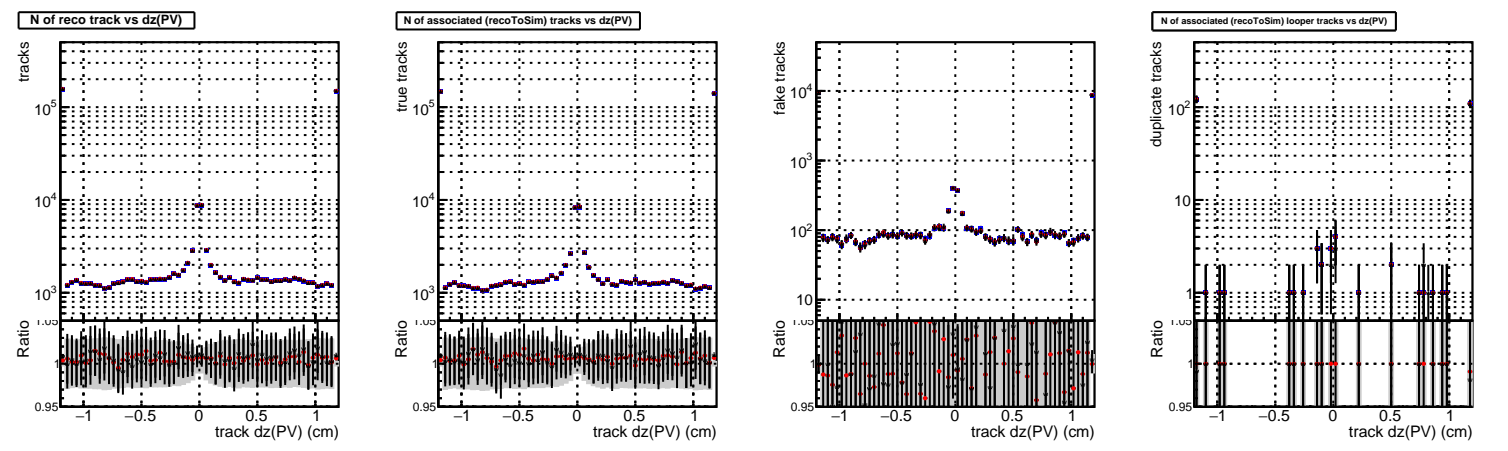 N of reco track vs dz(PV)
tracks
10^5
10^4
10^3
Ratio
1.05
1
0.95
−1 −0.5 0 0.5 1
track dz(PV) (cm)
N of associated (recoToSim) tracks vs dz(PV)
true tracks
10^5
10^4
10^3
Ratio
1.05
1
0.95
−1 −0.5 0 0.5 1
track dz(PV) (cm)
fake tracks
10^4
10^3
10^2
10
Ratio
1.05
1
0.95
−1 −0.5 0 0.5 1
track dz(PV) (cm)
N of associated (recoToSim) looper tracks vs dz(PV)
duplicate tracks
10^2
10
1
Ratio
1.05
1
0.95
−1 −0.5 0 0.5 1
track dz(PV) (cm)